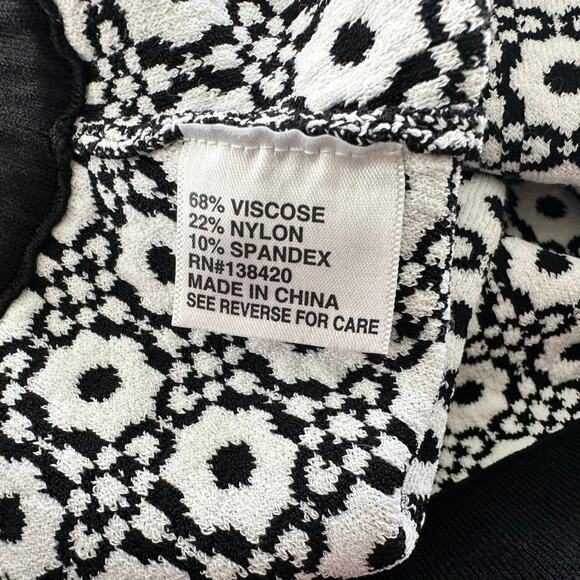 68% VISCOSE
22% NYLON
10% SPANDEX
RN#138420
MADE IN CHINA
SEE REVERSE FOR CARE